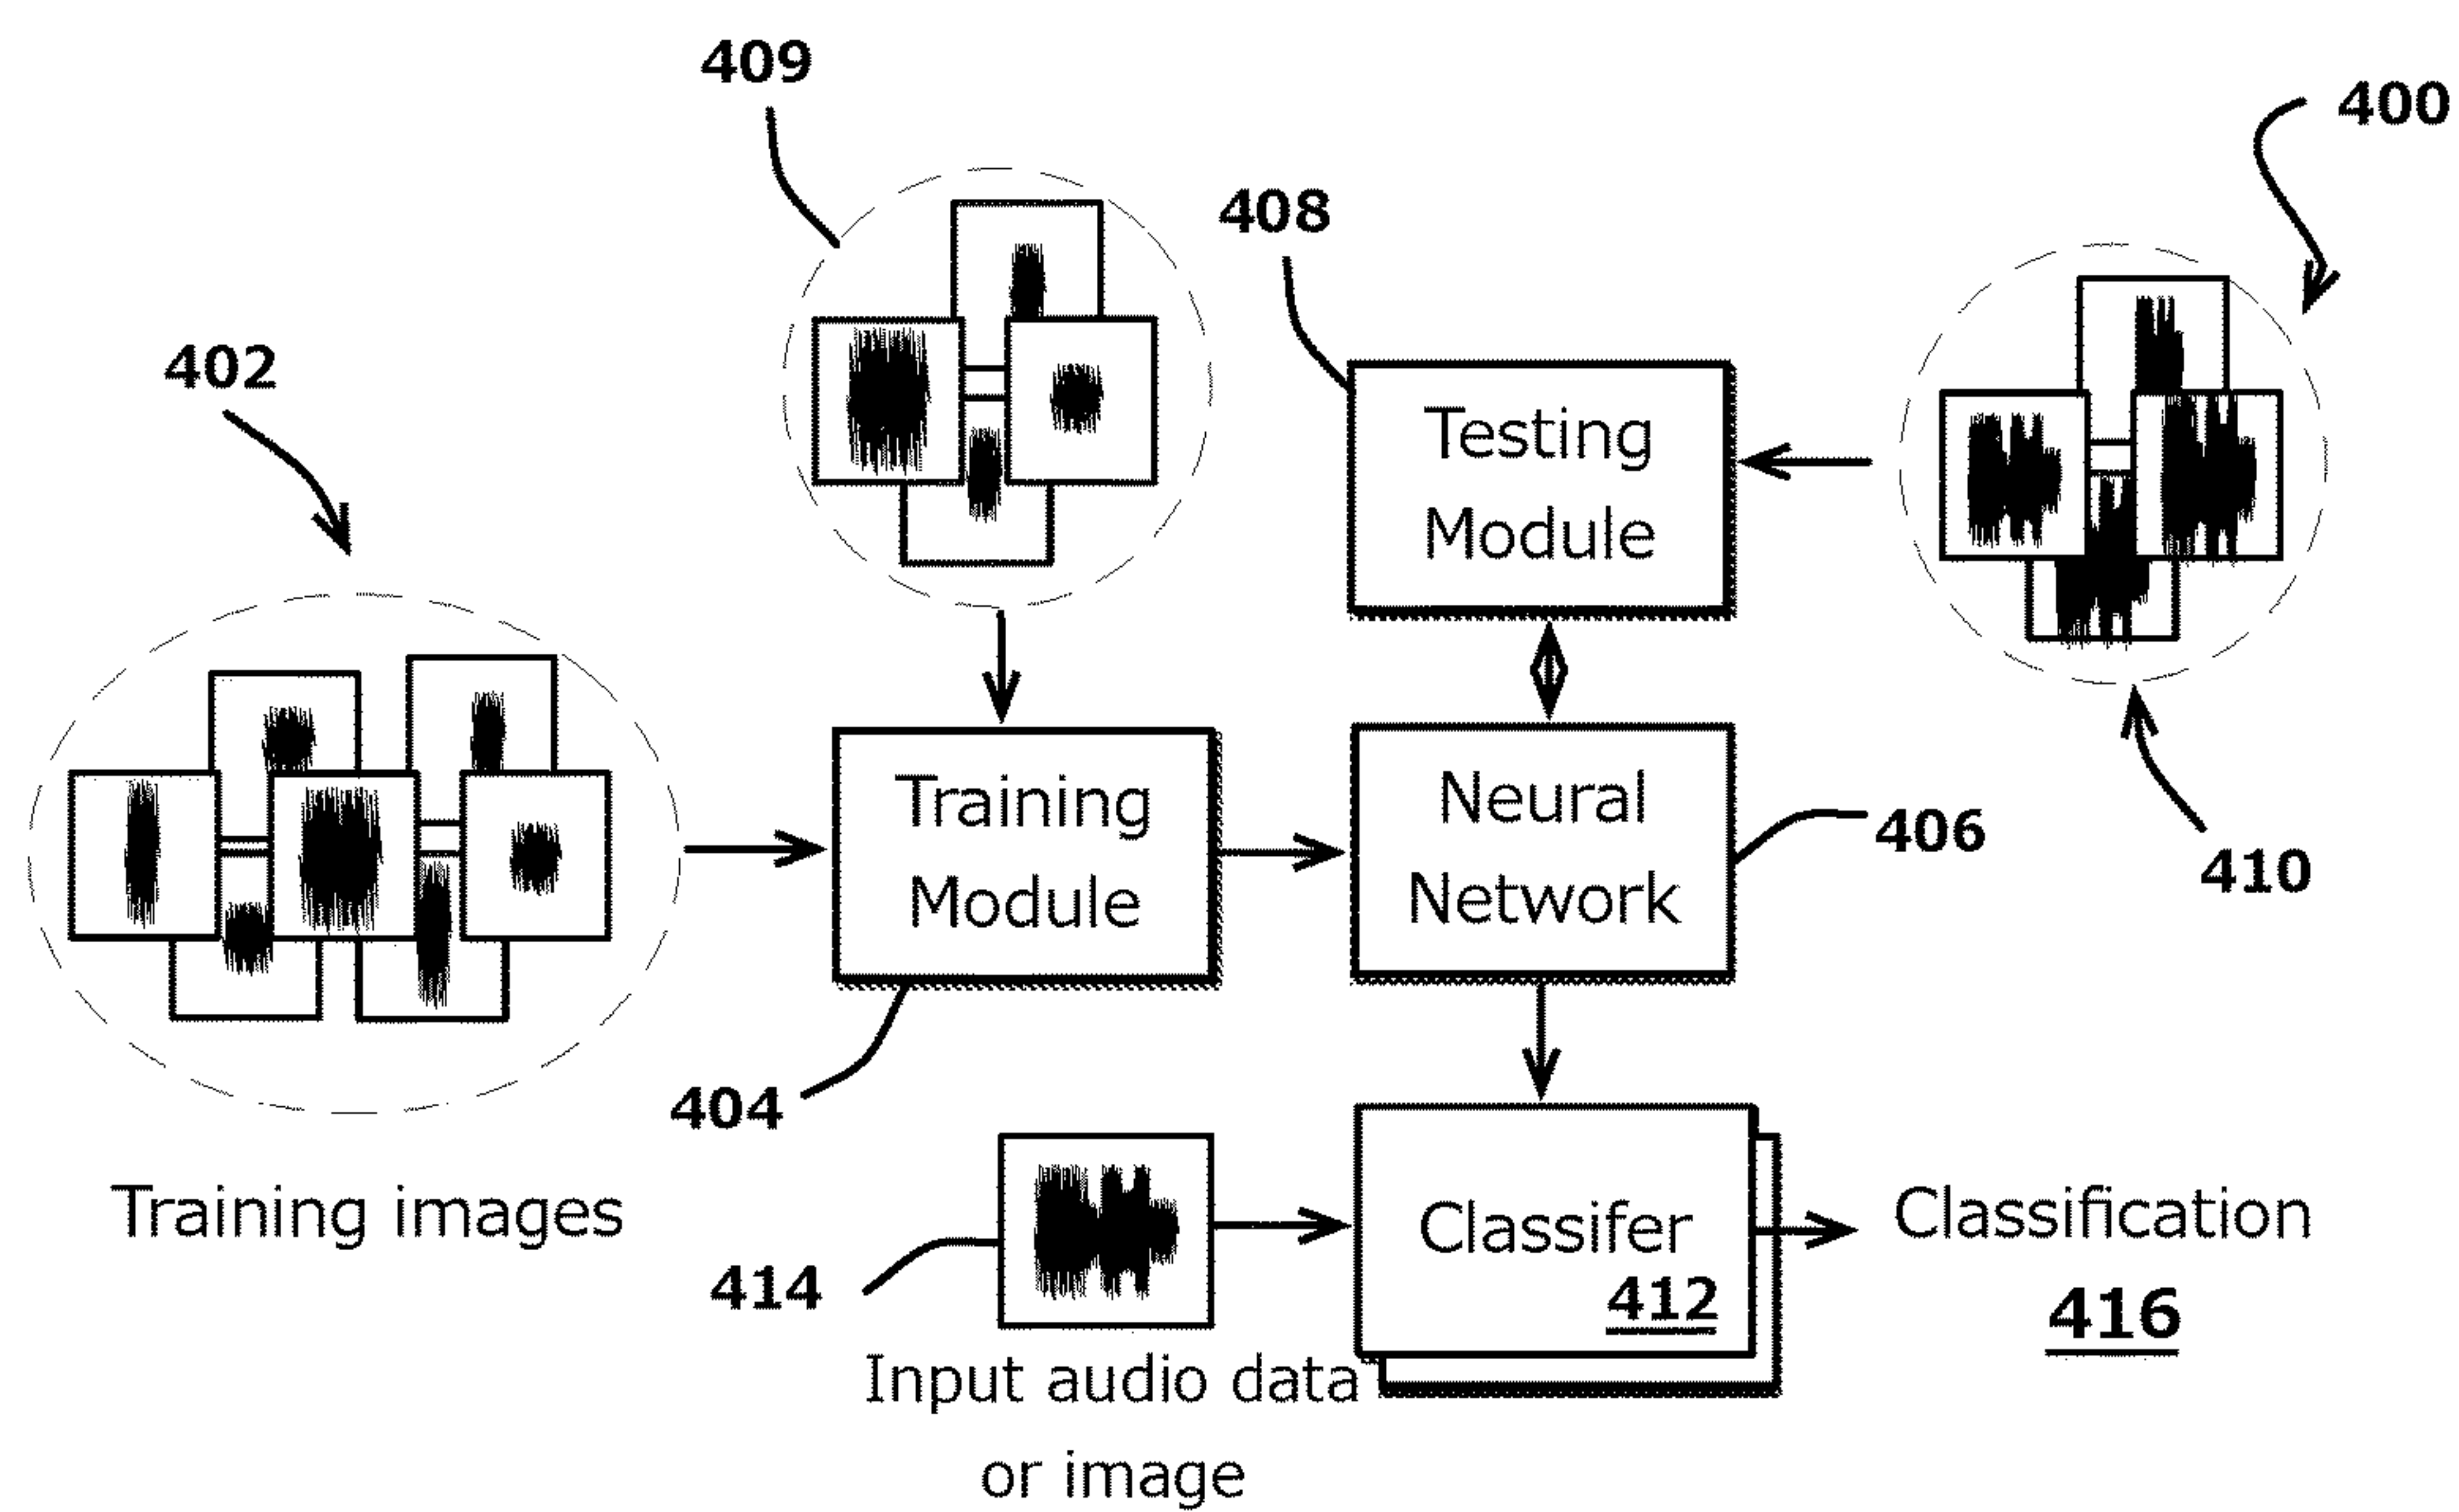 409
400
408
402
Testing
Module
Training
Module
Neural
Network
406
410
404
Training images
414
Classifer
412
Classification
416
Input audio data
or image